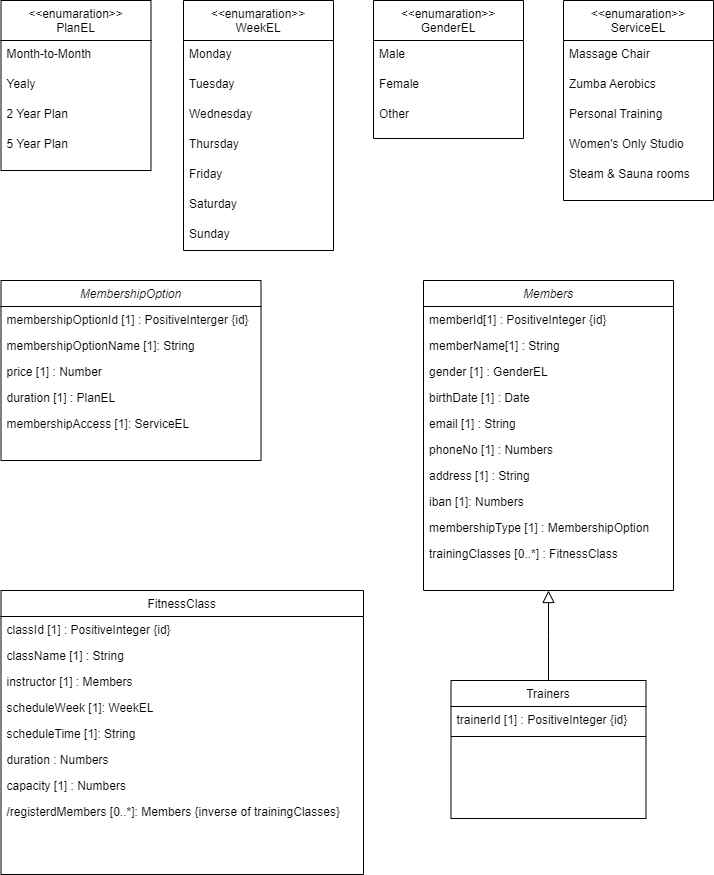 <<enumaration>>
PlanEL
Month-to-Month
Yealy
2 Year Plan
5 Year Plan
<<enumaration>>
WeekEL
Monday
Tuesday
Wednesday
Thursday
Friday
Saturday
Sunday
<<enumaration>>
GenderEL
Male
Female
Other
<<enumaration>>
ServiceEL
Massage Chair
Zumba Aerobics
Personal Training
Women's Only Studio
Steam & Sauna rooms
MembershipOption
membershipOptionId [1] : PositiveInterger {id}
membershipOptionName [1]: String
price [1] : Number
duration [1] : PlanEL
membershipAccess [1]: ServiceEL
Members
memberId[1] : PositiveInteger {id}
memberName[1] : String
gender [1] : GenderEL
birthDate [1] : Date
email [1] : String
phoneNo [1] : Numbers
address [1] : String
iban [1]: Numbers
membershipType [1] : MembershipOption
trainingClasses [0..*] : FitnessClass
FitnessClass
classId [1] : PositiveInteger {id}
className [1] : String
instructor [1] : Members
scheduleWeek [1]: WeekEL
scheduleTime [1]: String
duration : Numbers
capacity [1] : Numbers
/registerdMembers [0..*]: Members {inverse of trainingClasses}
Trainers
trainerId [1] : PositiveInteger {id}